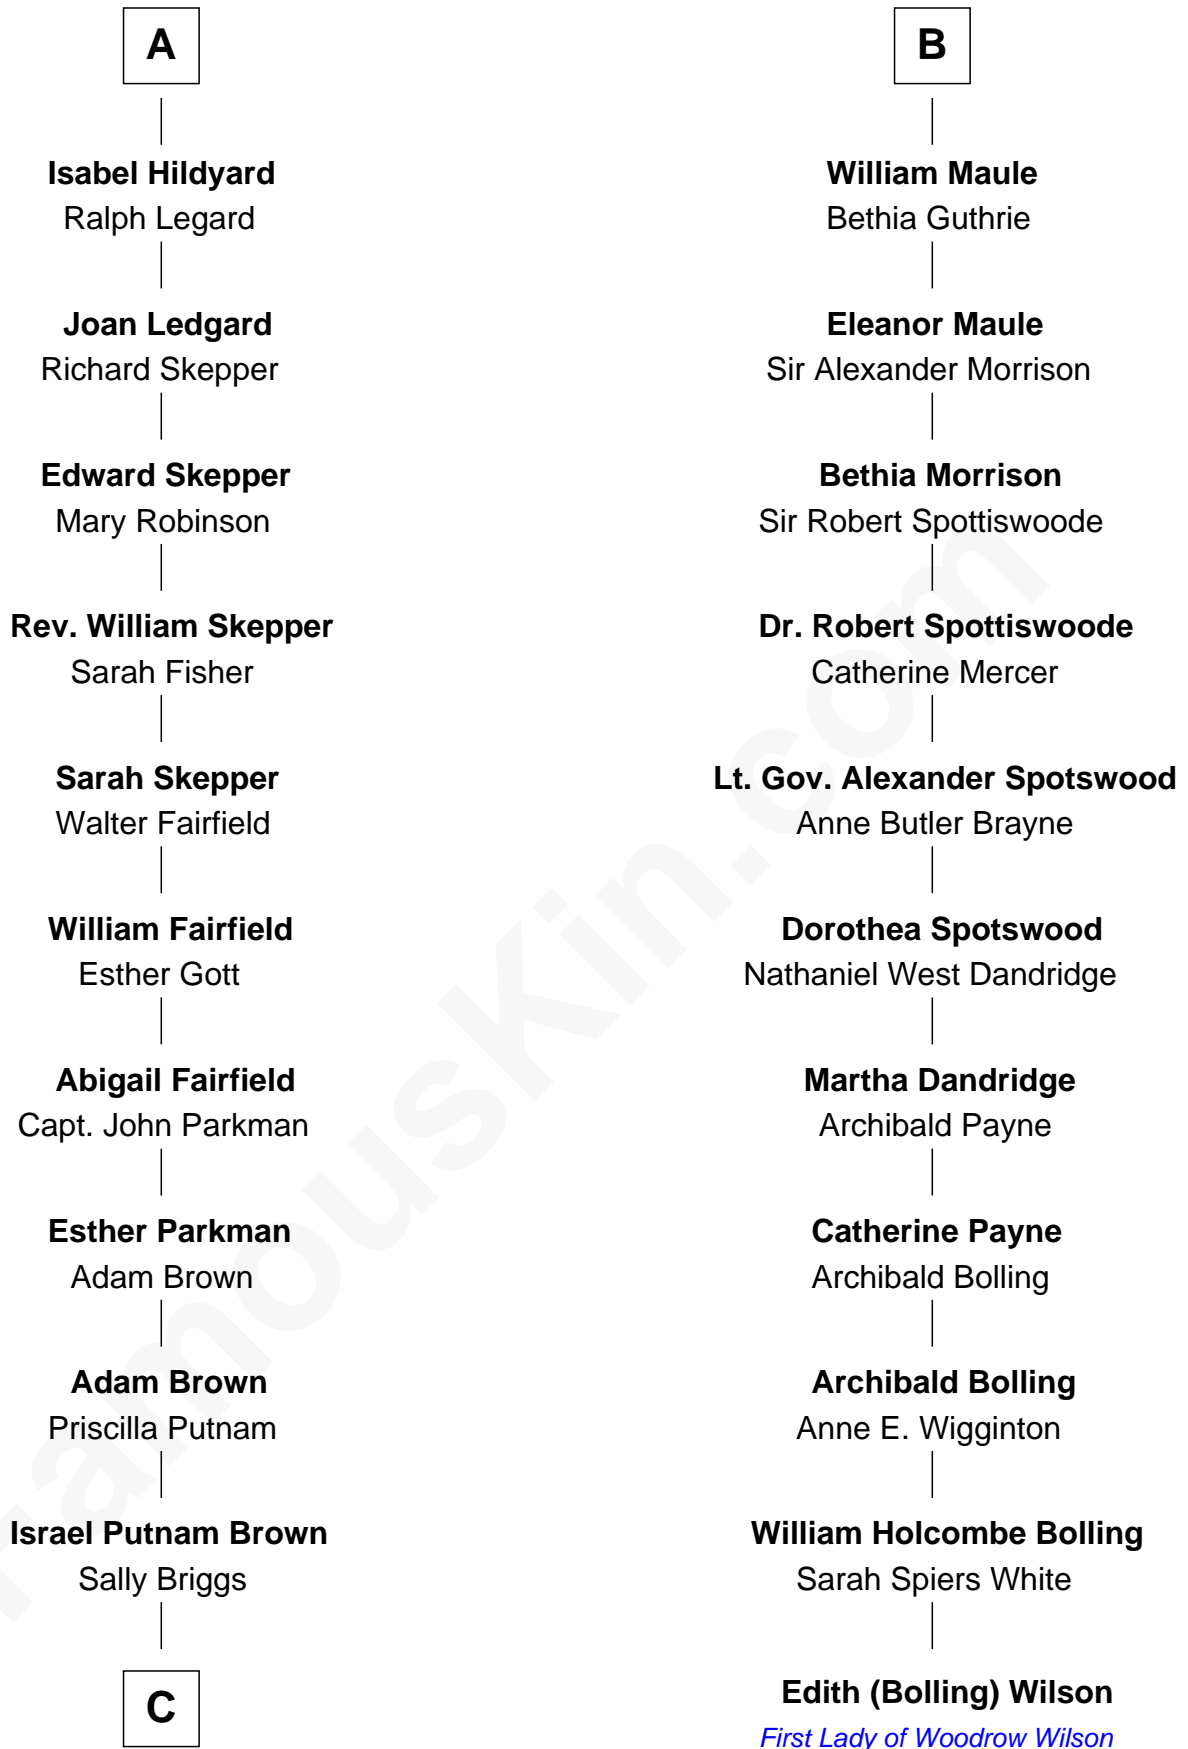 A
Isabel Hildyard
Ralph Legard
Joan Ledgard
Richard Skepper
Edward Skepper
Mary Robinson
Rev. William Skepper
Sarah Fisher
Sarah Skepper
Walter Fairfield
William Fairfield
Esther Gott
Abigail Fairfield
Capt. John Parkman
Esther Parkman
Adam Brown
Adam Brown
Priscilla Putnam
Israel Putnam Brown
Sally Briggs
C
B
William Maule
Bethia Guthrie
Eleanor Maule
Sir Alexander Morrison
Bethia Morrison
Sir Robert Spottiswoode
Dr. Robert Spottiswoode
Catherine Mercer
Lt. Gov. Alexander Spotswood
Anne Butler Brayne
Dorothea Spotswood
Nathaniel West Dandridge
Martha Dandridge
Archibald Payne
Catherine Payne
Archibald Bolling
Archibald Bolling
Anne E. Wigginton
William Holcombe Bolling
Sarah Spiers White
Edith (Bolling) Wilson
First Lady of Woodrow Wilson
FamousKin.com